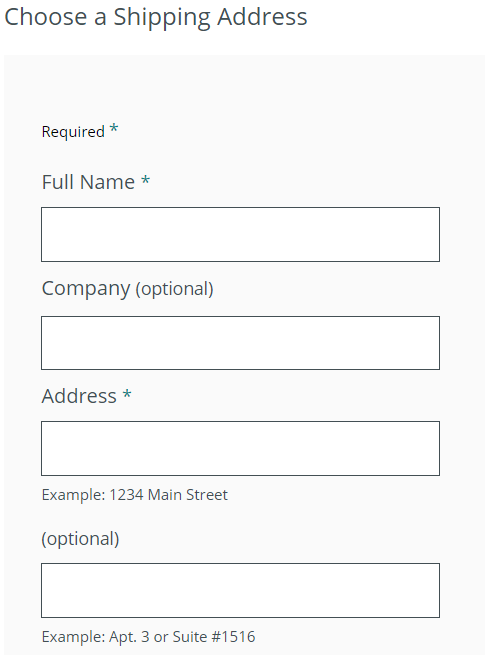 Choose a Shipping Address
Required *
Full Name *
Company (optional)
Address *
Example: 1234 Main Street
(optional)
Example: Apt. 3 or Suite #1516